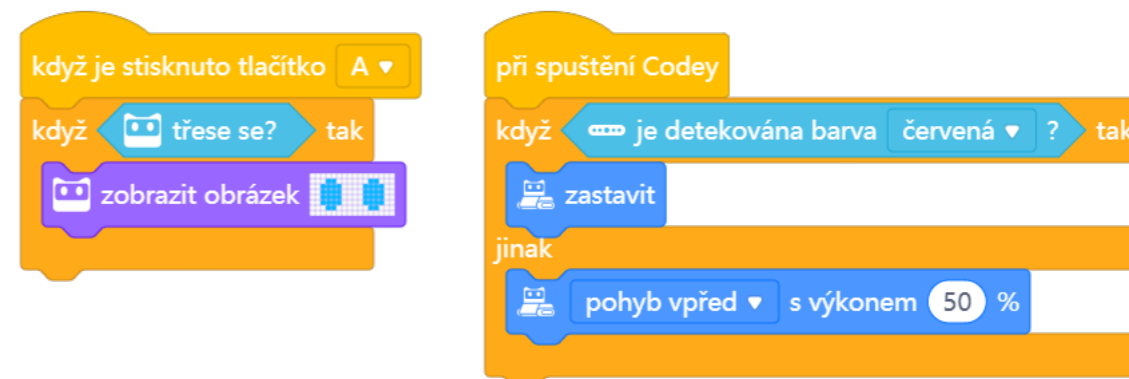 když je stisknuto tlačítko A
když třese se? tak
zobrazit obrázek
při spuštění Codey
když je detekována barva červená ? tak
zastavit
jinak
pohyb vpřed s výkonem 50 %